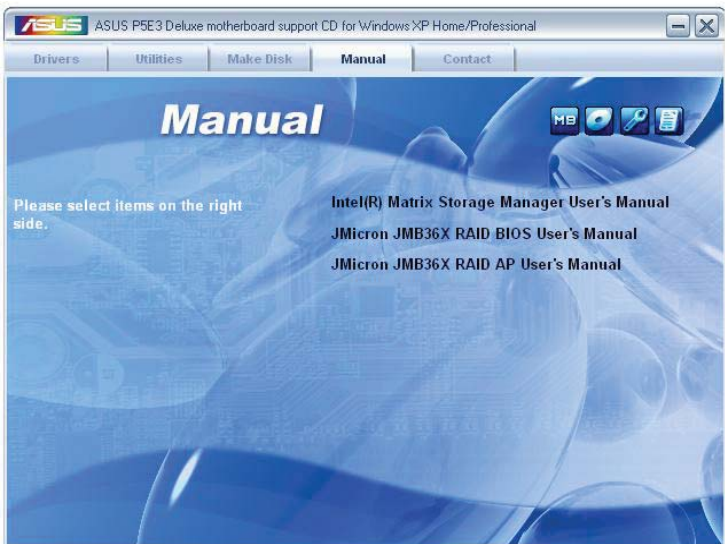 ASUS ASUS P5E3 Deluxe motherboard support CD for Windows XP Home/Professional
Drivers Utilities Make Disk Manual Contact
Manual
MB
Please select items on the right
side.
Intel(R) Matrix Storage Manager User's Manual
JMicron JMB36X RAID BIOS User's Manual
JMicron JMB36X RAID AP User's Manual